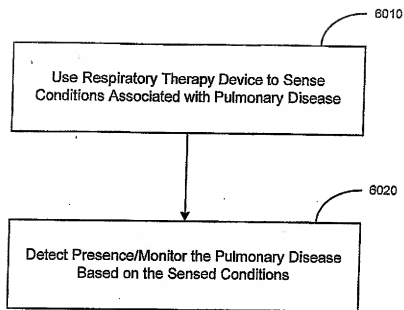 6010
Use Respiratory Therapy Device to Sense
Conditions Associated with Pulmonary Disease
6020
Detect Presence/Monitor the Pulmonary Disease
Based on the Sensed Conditions